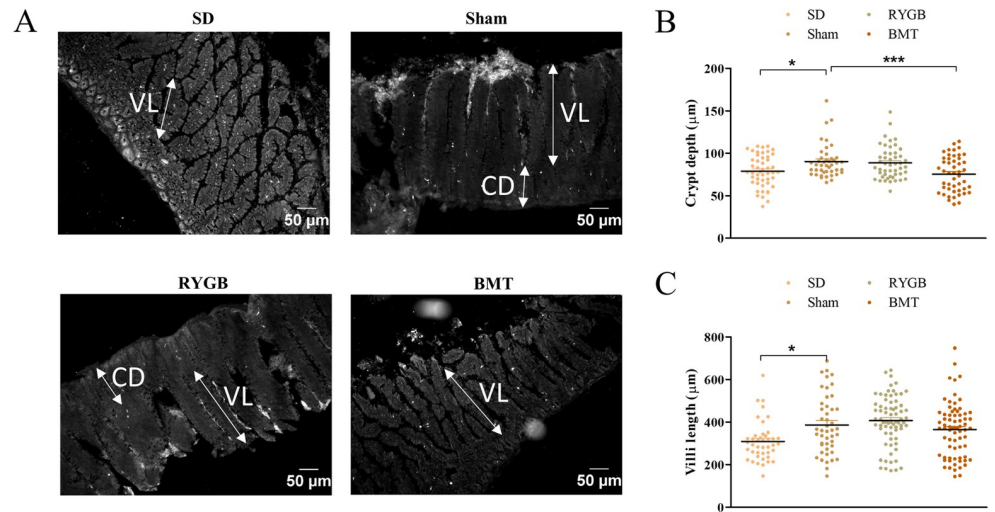 A
SD
VL
50 µm
Sham
VL
CD
50 µm
RYGB
CD
VL
50 µm
BMT
VL
50 µm
B
SD
RYGB
Sham
BMT
*
***
200
150
100
50
0
Crypt depth (µm)
C
SD
RYGB
Sham
BMT
*
800
600
400
200
0
Villi length (µm)